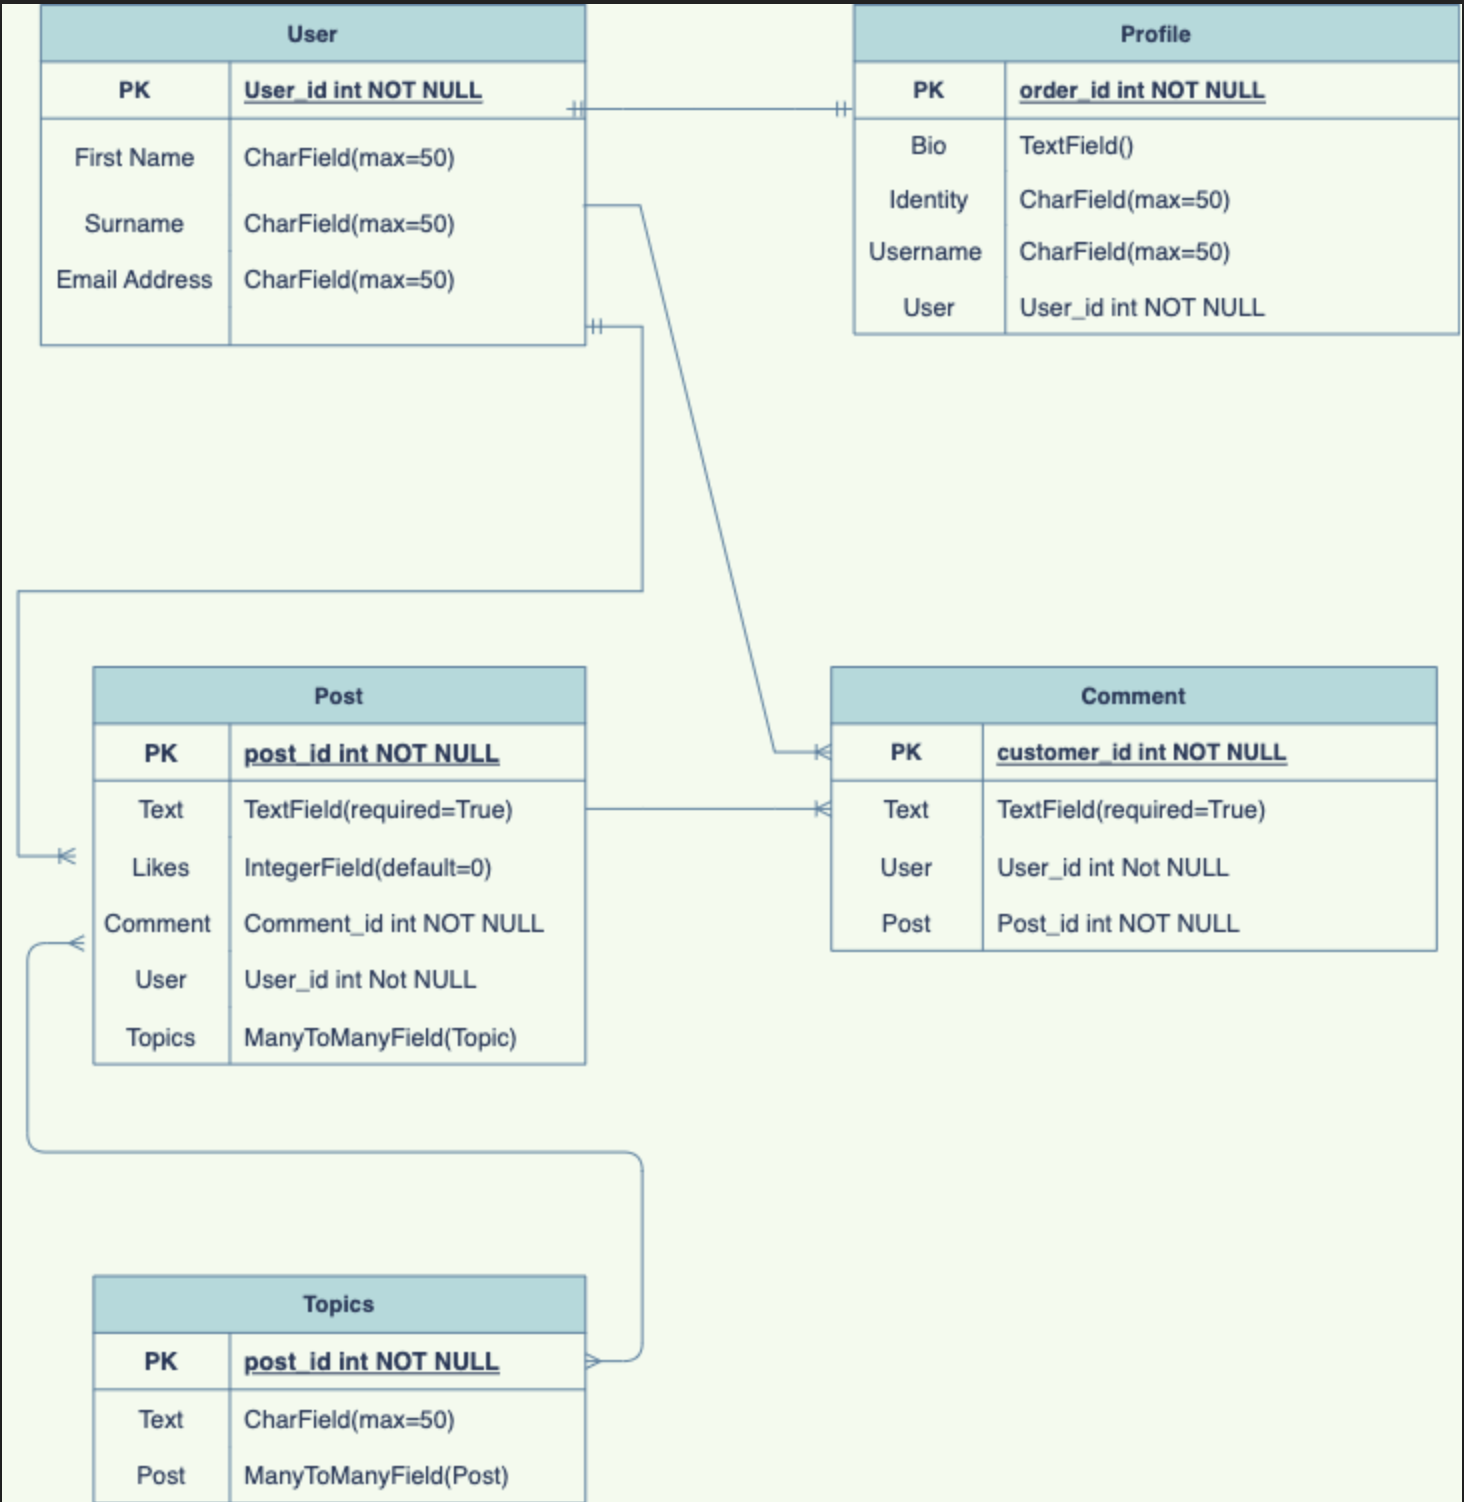 User
PK User_id int NOT NULL
First Name CharField(max=50)
Surname CharField(max=50)
Email Address CharField(max=50)
Profile
PK order_id int NOT NULL
Bio TextField()
Identity CharField(max=50)
Username CharField(max=50)
User User_id int NOT NULL
Post
PK post_id int NOT NULL
Text TextField(required=True)
Likes IntegerField(default=0)
Comment Comment_id int NOT NULL
User User_id int Not NULL
Topics ManyToManyField(Topic)
Comment
PK customer_id int NOT NULL
Text TextField(required=True)
User User_id int Not NULL
Post Post_id int NOT NULL
Topics
PK post_id int NOT NULL
Text CharField(max=50)
Post ManyToManyField(Post)